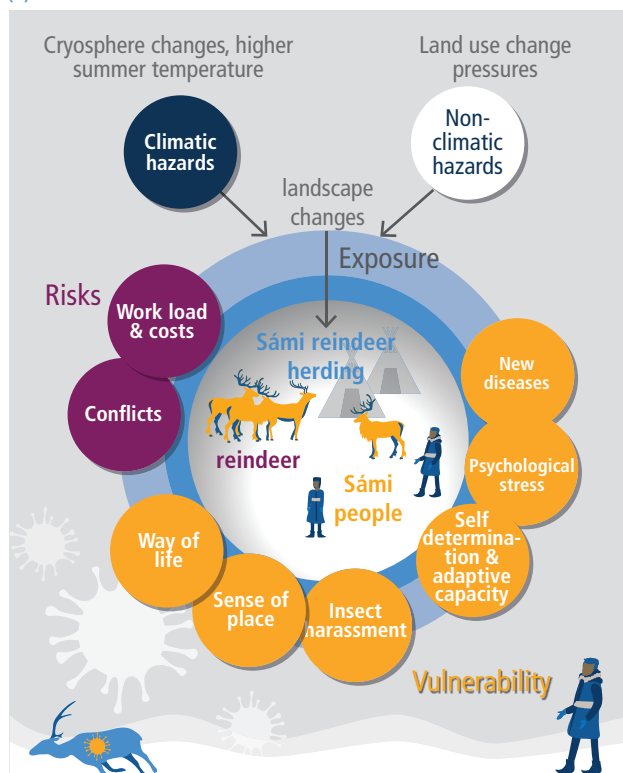 Cryosphere changes, higher
summer temperature
Land use change
pressures
Climatic
hazards
Non-
climatic
hazards
landscape
changes
Exposure
Risks
Work load
& costs
Conflicts
Sámi reindeer
herding
reindeer
Sámi
people
New
diseases
Psychological
stress
Self
determina-
tion &
adaptive
capacity
Way of
life
Sense of
place
Insect
harassment
Vulnerability